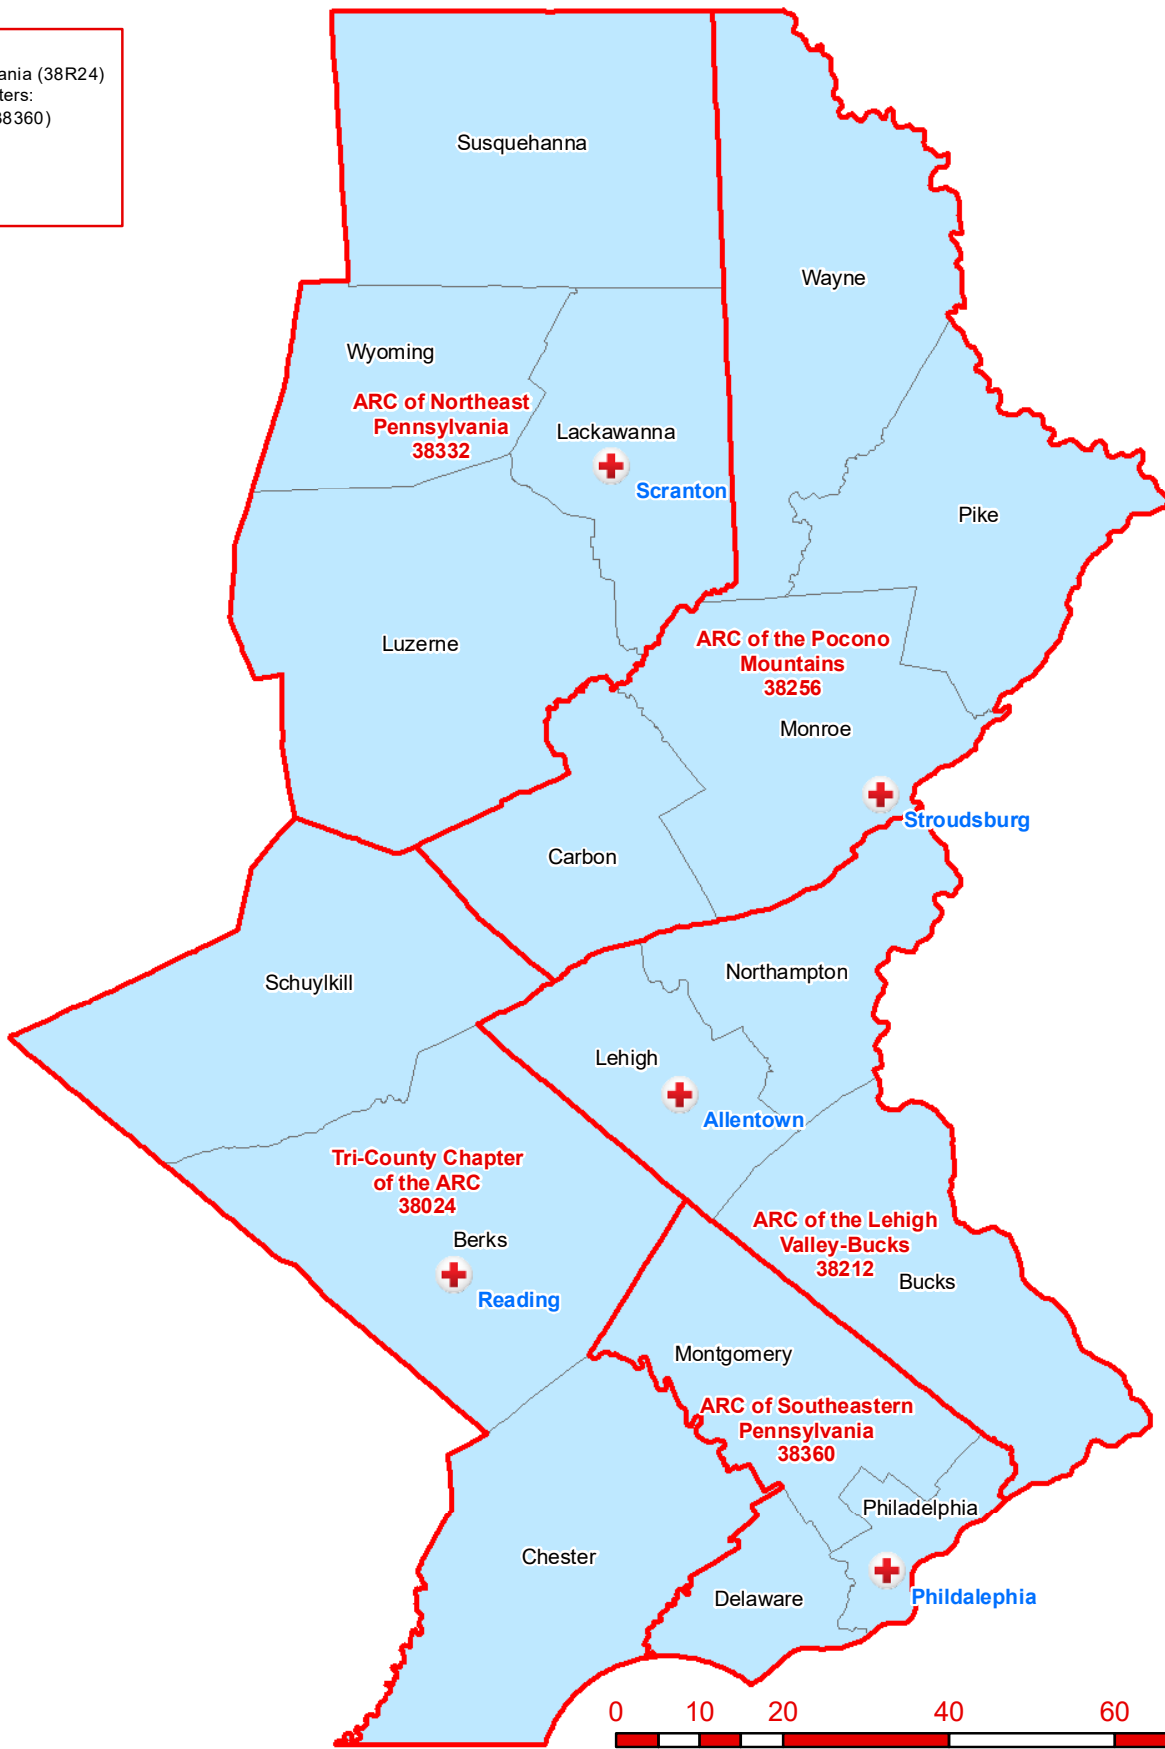 ania (38R24)
ters:
38360)
Susquehanna
Wayne
Wyoming
ARC of Northeast
Pennsylvania
38332
Lackawanna
Scranton
Pike
Luzerne
ARC of the Pocono
Mountains
38256
Monroe
Stroudsburg
Carbon
Northampton
Schuylkill
Lehigh
Allentown
Tri-County Chapter
of the ARC
38024
Berks
Reading
ARC of the Lehigh
Valley-Bucks
38212
Bucks
Montgomery
ARC of Southeastern
Pennsylvania
38360
Philadelphia
Chester
Delaware
Phildalephia
0 10 20 40 60